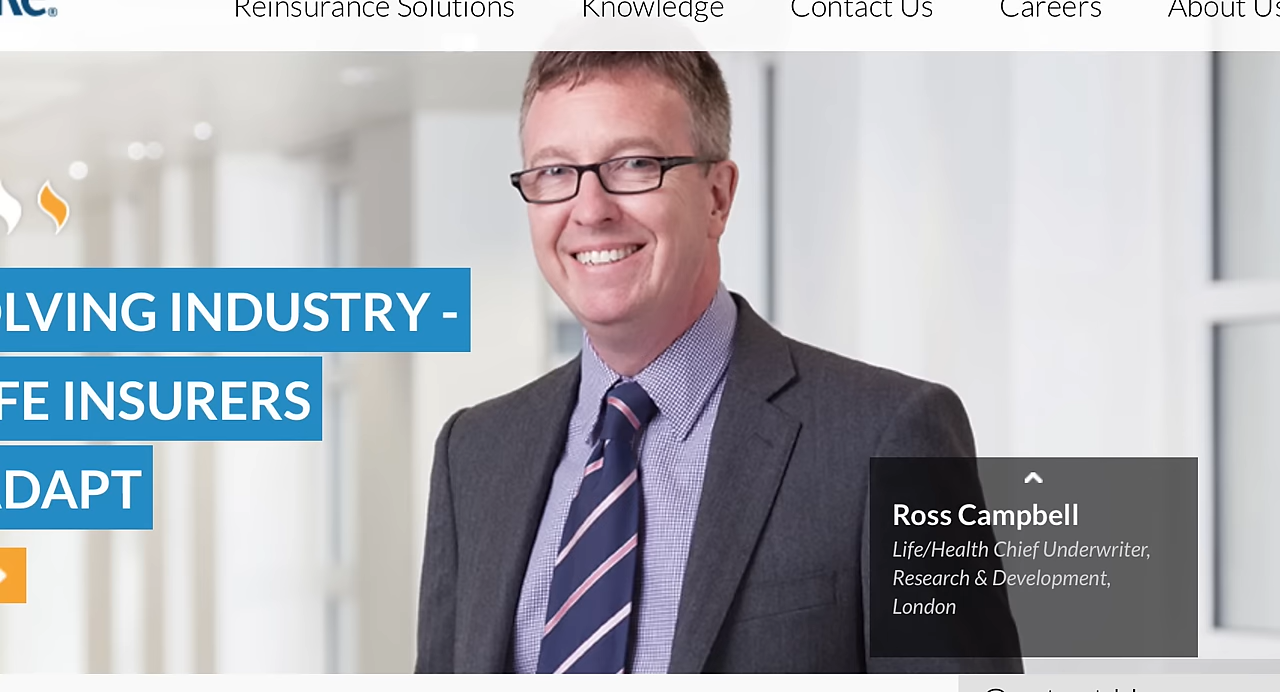 Reinsurance Solutions Knowledge Contact Us Careers About Us
OLVING INDUSTRY -
FE INSURERS
ADAPT
Ross Campbell
Life/Health Chief Underwriter,
Research & Development,
London